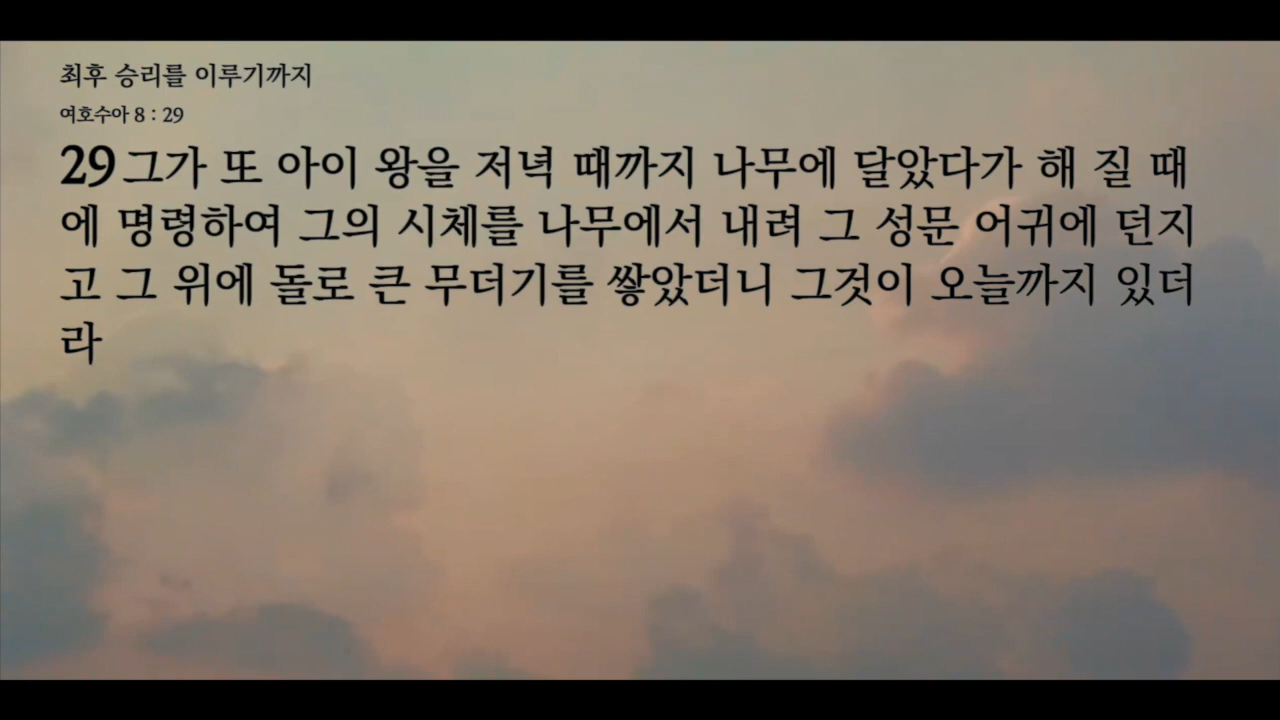 최후 승리를 이루기까지
여호수아 8 : 29
29 그가 또 아이 왕을 저녁 때까지 나무에 달았다가 해 질 때
에 명령하여 그의 시체를 나무에서 내려 그 성문 어귀에 던지
고 그 위에 돌로 큰 무더기를 쌓았더니 그것이 오늘까지 있더
라